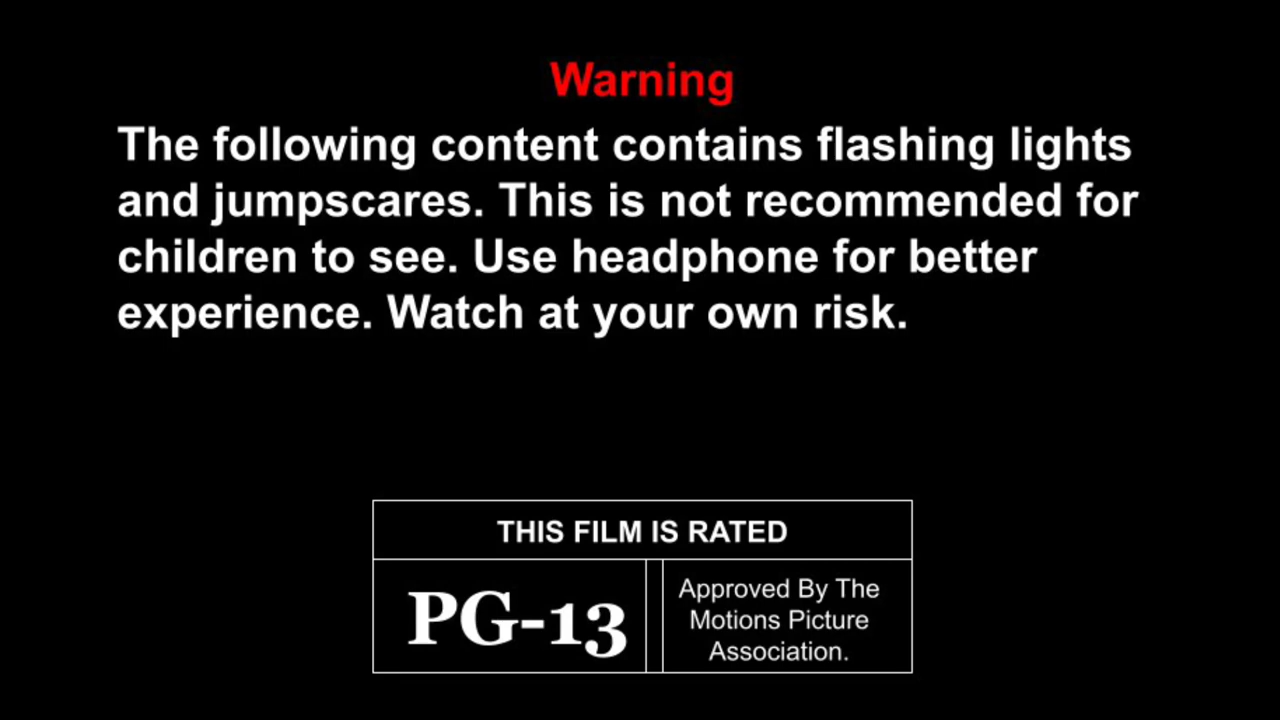 Warning
The following content contains flashing lights
and jumpscares. This is not recommended for
children to see. Use headphone for better
experience. Watch at your own risk.
THIS FILM IS RATED
PG-13
Approved By The
Motions Picture
Association.